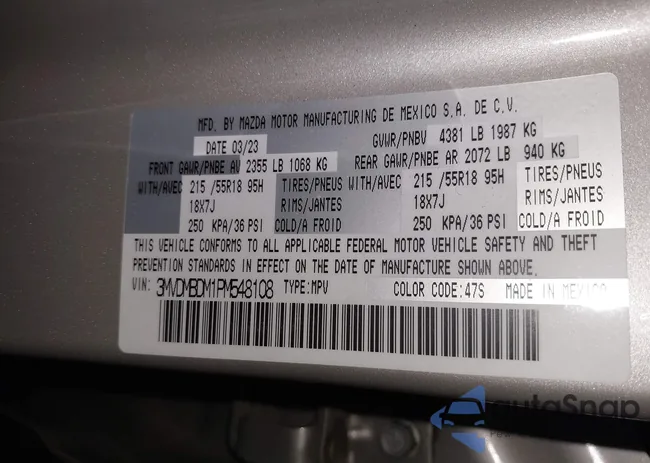 MFD. BY MAZDA MOTOR MANUFACTURING DE MEXICO S.A. DE C.V.
DATE 03/23 GVWR/PNBV 4381 LB 1987 KG
FRONT GAWR/PNBE AV 2355 LB 1068 KG REAR GAWR/PNBE AR 2072 LB 940 KG
WITH/AVEC 215 /55R18 95H TIRES/PNEUS WITH/AVEC 215 /55R18 95H TIRES/PNEUS
18X7J RIMS/JANTES 18X7J RIMS/JANTES
250 KPA/36 PSI COLD/A FROID 250 KPA/36 PSI COLD/A FROID
THIS VEHICLE CONFORMS TO ALL APPLICABLE FEDERAL MOTOR VEHICLE SAFETY AND THEFT
PREVENTION STANDARDS IN EFFECT ON THE DATE OF MANUFACTURE SHOWN ABOVE.
VIN: 3MVDMBDM1PM548108 TYPE:MPV COLOR CODE:47S MADE IN MEXICO
autoSnap